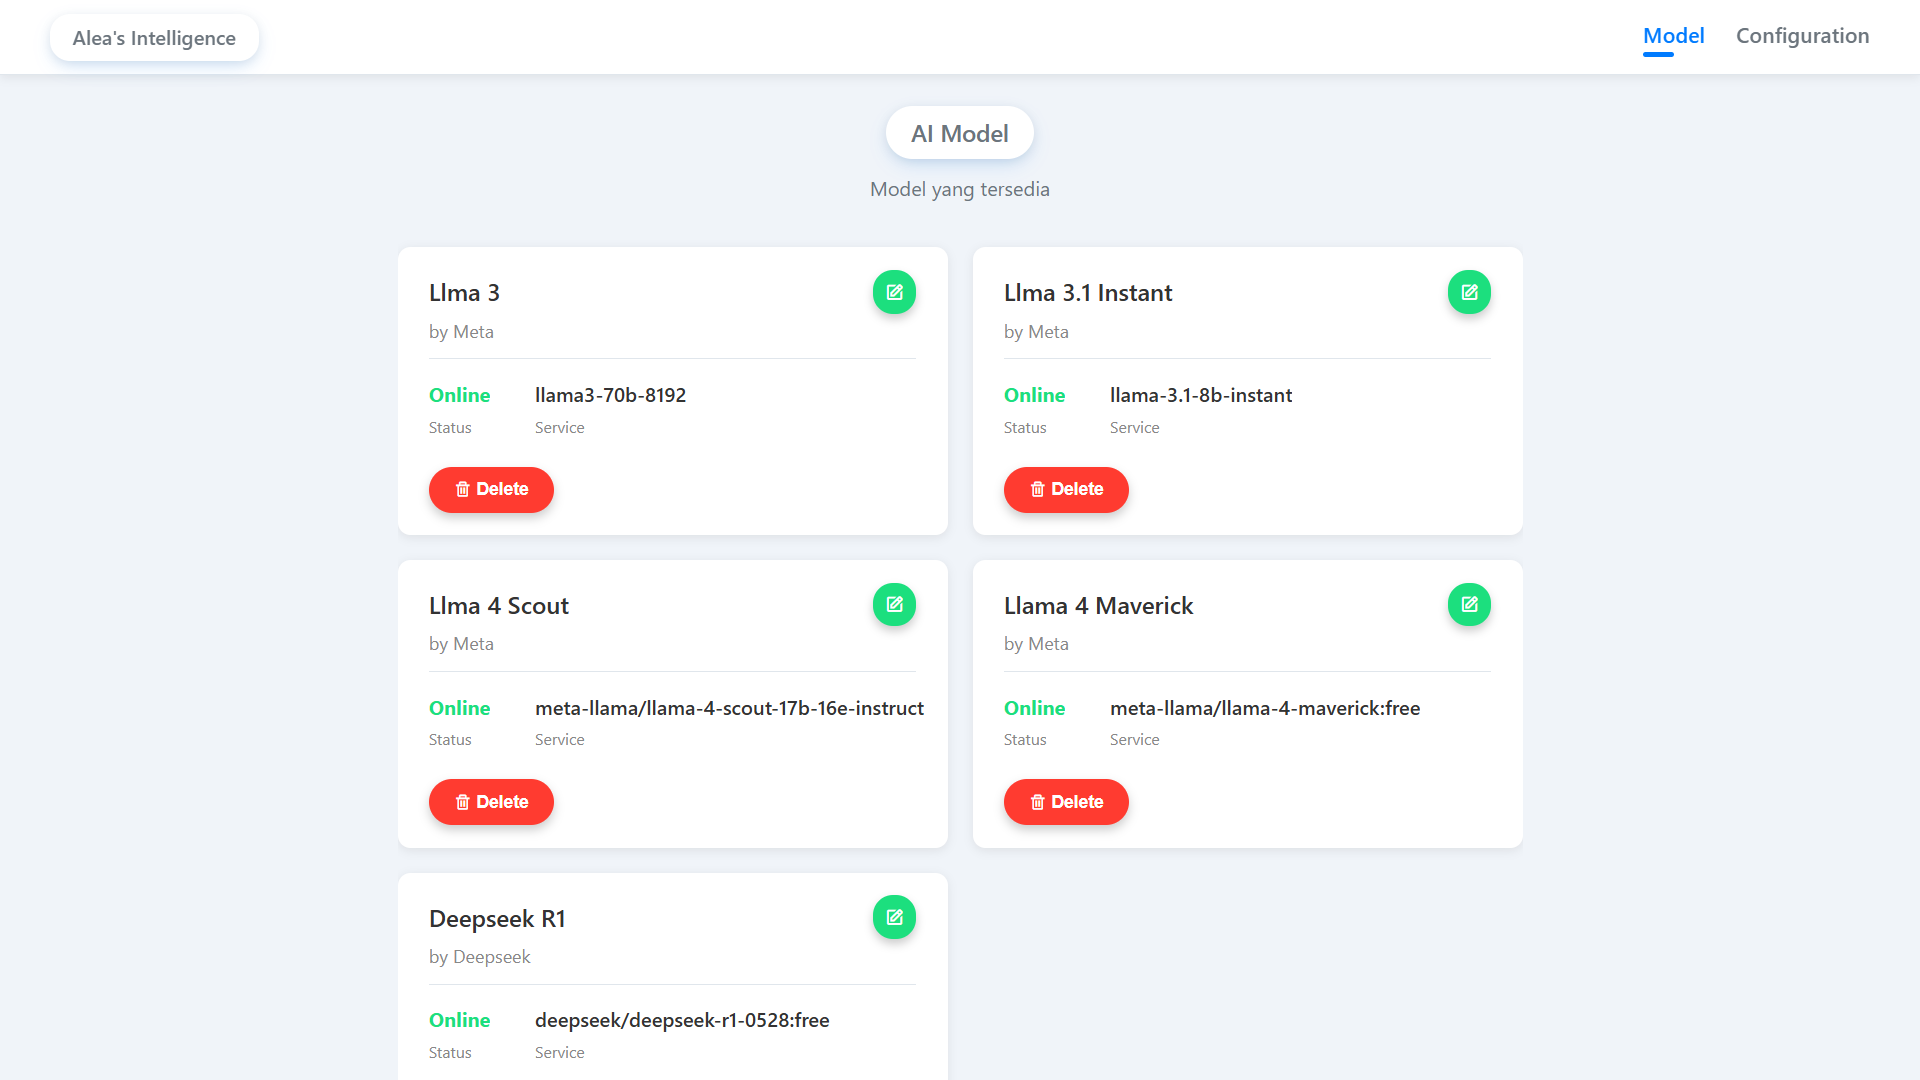 Alea's Intelligence
Model
Configuration
AI Model
Model yang tersedia
Llma 3
by Meta
Online
llama3-70b-8192
Status
Service
Delete
Llma 3.1 Instant
by Meta
Online
llama-3.1-8b-instant
Status
Service
Delete
Llma 4 Scout
by Meta
Online
meta-llama/llama-4-scout-17b-16e-instruct
Status
Service
Delete
Llama 4 Maverick
by Meta
Online
meta-llama/llama-4-maverick:free
Status
Service
Delete
Deepseek R1
by Deepseek
Online
deepseek/deepseek-r1-0528:free
Status
Service